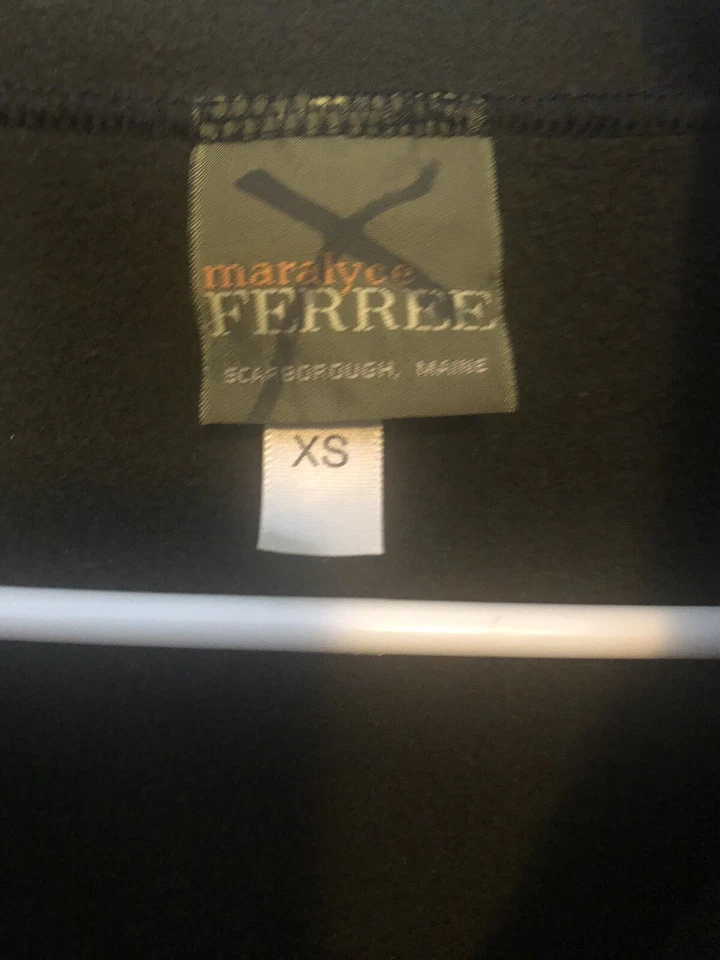 maralyce
FERREE
SCARBOROUGH, MAINE
XS